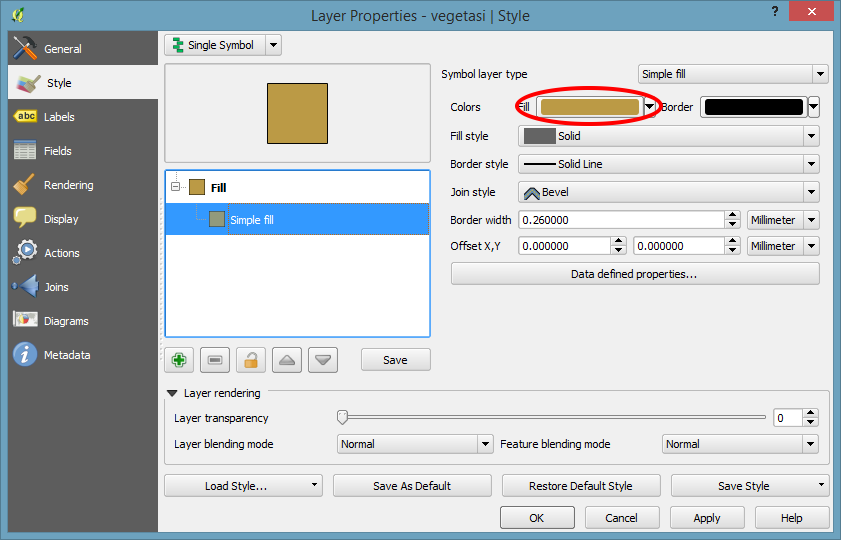 Layer Properties - vegetasi | Style
?
General
Style
abc Labels
Fields
Rendering
Display
Actions
Joins
Diagrams
Metadata
Single Symbol
Fill
Simple fill
Save
Symbol layer type Simple fill
Colors Fill Border
Fill style Solid
Border style Solid Line
Join style Bevel
Border width 0.260000 Millimeter
Offset X,Y 0.000000 0.000000 Millimeter
Data defined properties...
Layer rendering
Layer transparency 0
Layer blending mode Normal Feature blending mode Normal
Load Style... Save As Default Restore Default Style Save Style
OK Cancel Apply Help